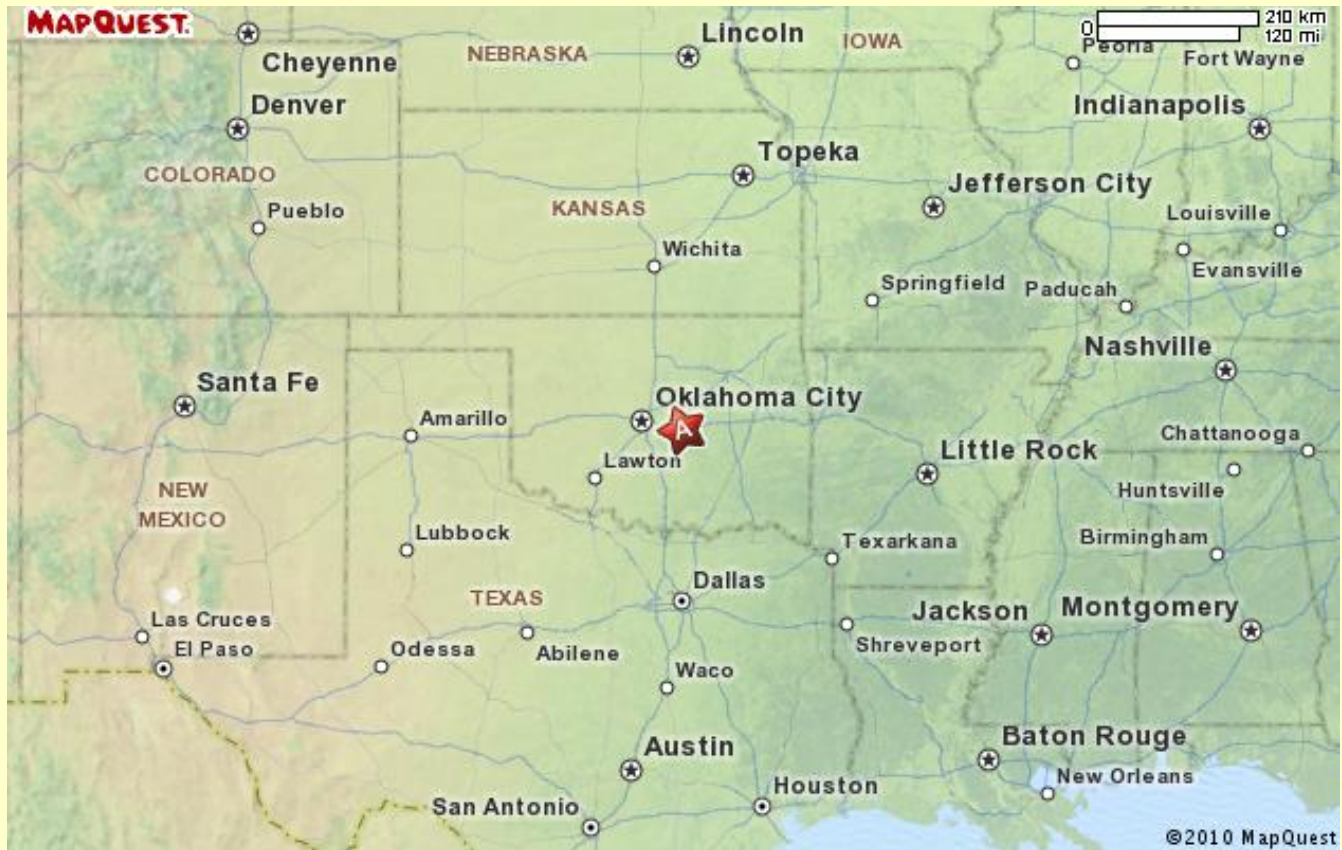 MAPQUEST.
0
210 km
120 mi
Lincoln
IOWA
NEBRASKA
Peoria
Fort Wayne
Cheyenne
Denver
Indianapolis
Topeka
COLORADO
Jefferson City
Pueblo
KANSAS
Louisville
Wichita
Evansville
Springfield
Paducah
Nashville
Santa Fe
Oklahoma City
Amarillo
A
Chattanooga
Lawton
Little Rock
NEW
MEXICO
Huntsville
Lubbock
Texarkana
Birmingham
Dallas
TEXAS
Jackson
Montgomery
Las Cruces
El Paso
Odessa
Abilene
Shreveport
Waco
Austin
Baton Rouge
New Orleans
Houston
San Antonio
©2010 MapQuest